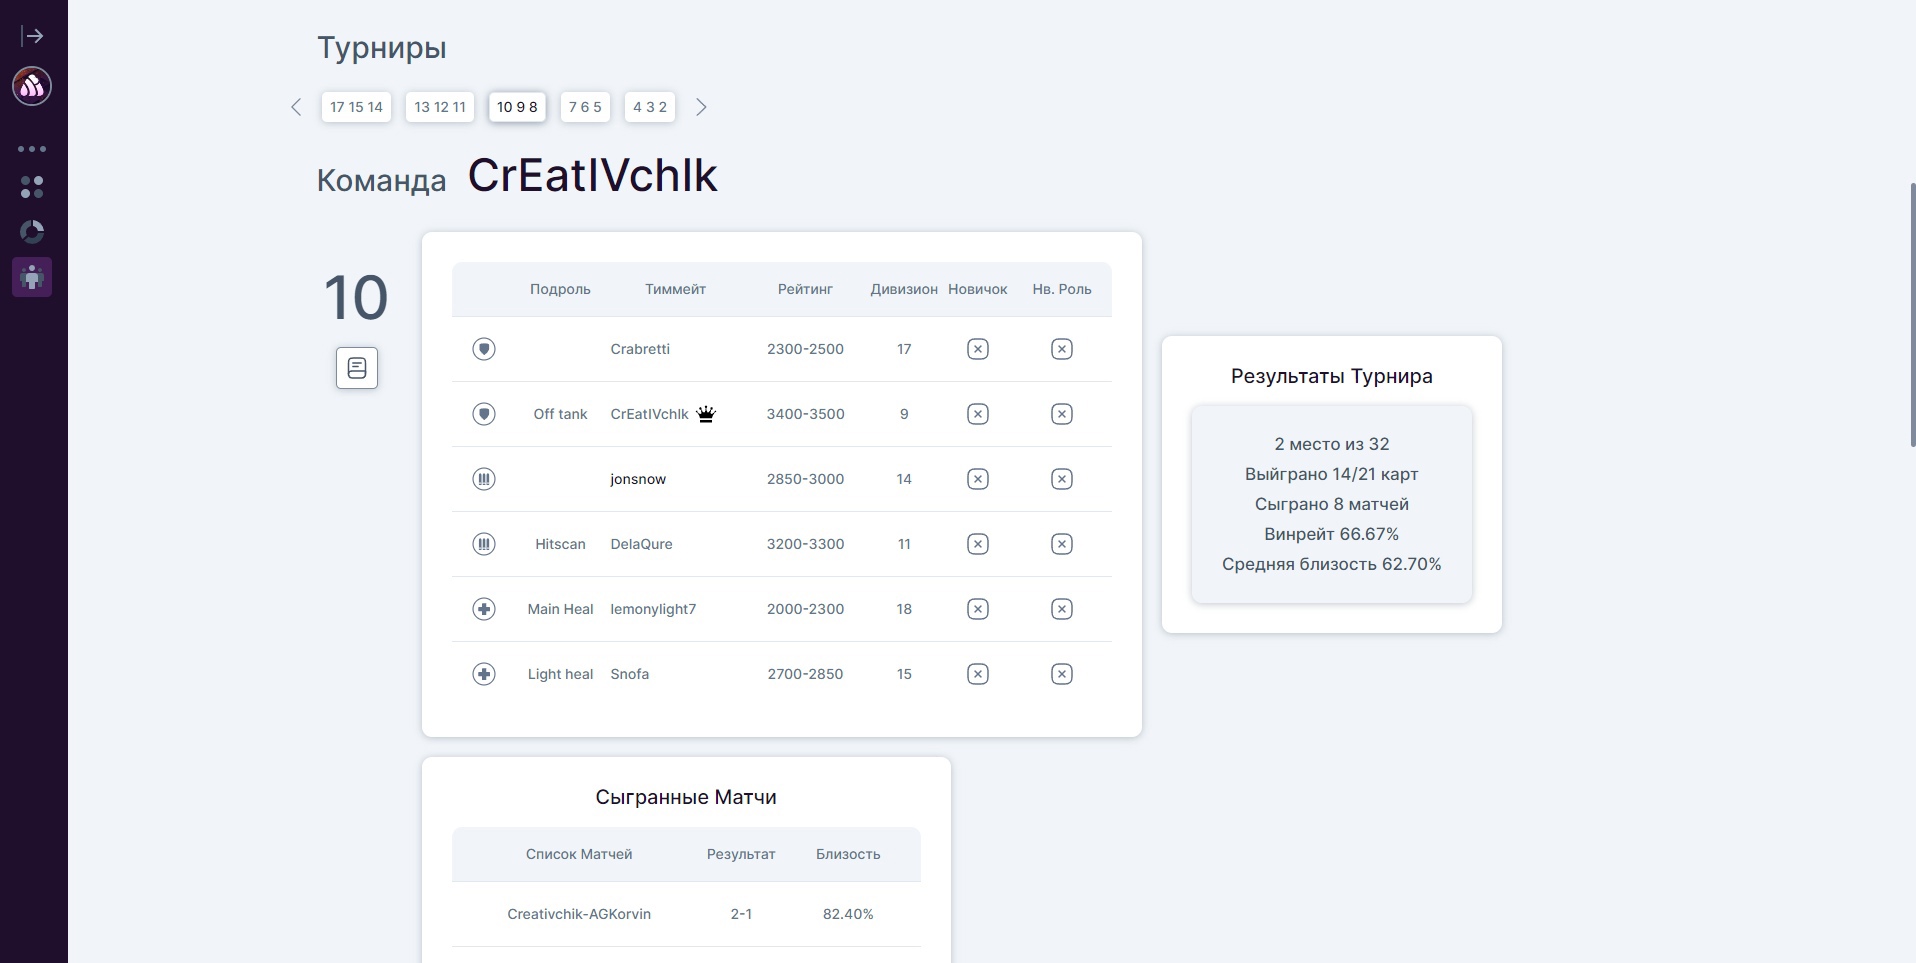 Турниры
17 15 14
13 12 11
10 9 8
7 6 5
4 3 2
Команда CrEatIVchIk
10
Подроль Тиммейт Рейтинг Дивизион Новичок Нв. Роль
Crabretti 2300-2500 17
Off tank CrEatIVchIk 3400-3500 9
jonsnow 2850-3000 14
Hitscan DelaQure 3200-3300 11
Main Heal lemonylight7 2000-2300 18
Light heal Snofa 2700-2850 15
Результаты Турнира
2 место из 32
Выйграно 14/21 карт
Сыграно 8 матчей
Винрейт 66.67%
Средняя близость 62.70%
Сыгранные Матчи
Список Матчей Результат Близость
Creativchik-AGKorvin 2-1 82.40%